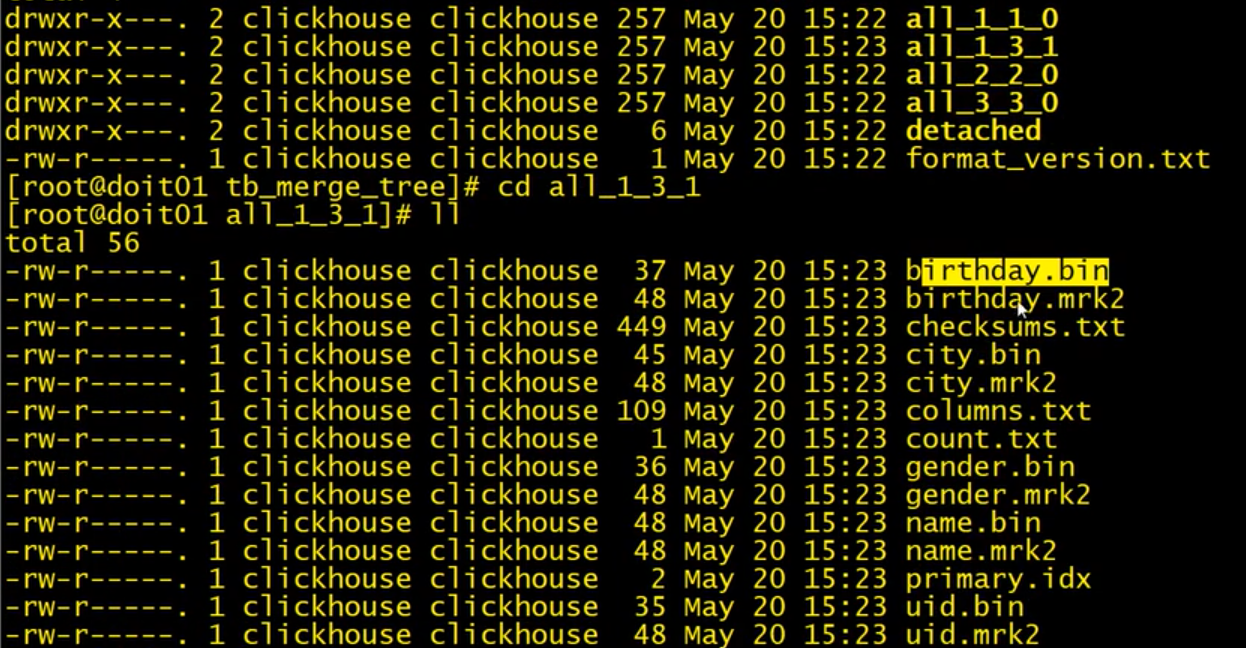 drwxr-x---. 2 clickhouse clickhouse 257 May 20 15:22 all_1_1_0
drwxr-x---. 2 clickhouse clickhouse 257 May 20 15:23 all_1_3_1
drwxr-x---. 2 clickhouse clickhouse 257 May 20 15:22 all_2_2_0
drwxr-x---. 2 clickhouse clickhouse 257 May 20 15:22 all_3_3_0
drwxr-x---. 2 clickhouse clickhouse   6 May 20 15:22 detached
-rw-r-----. 1 clickhouse clickhouse   1 May 20 15:22 format_version.txt
[root@doit01 tb_merge_tree]# cd all_1_3_1
[root@doit01 all_1_3_1]# ll
total 56
-rw-r-----. 1 clickhouse clickhouse  37 May 20 15:23 birthday.bin
-rw-r-----. 1 clickhouse clickhouse  48 May 20 15:23 birthday.mrk2
-rw-r-----. 1 clickhouse clickhouse 449 May 20 15:23 checksums.txt
-rw-r-----. 1 clickhouse clickhouse  45 May 20 15:23 city.bin
-rw-r-----. 1 clickhouse clickhouse  48 May 20 15:23 city.mrk2
-rw-r-----. 1 clickhouse clickhouse 109 May 20 15:23 columns.txt
-rw-r-----. 1 clickhouse clickhouse   1 May 20 15:23 count.txt
-rw-r-----. 1 clickhouse clickhouse  36 May 20 15:23 gender.bin
-rw-r-----. 1 clickhouse clickhouse  48 May 20 15:23 gender.mrk2
-rw-r-----. 1 clickhouse clickhouse  48 May 20 15:23 name.bin
-rw-r-----. 1 clickhouse clickhouse  48 May 20 15:23 name.mrk2
-rw-r-----. 1 clickhouse clickhouse   2 May 20 15:23 primary.idx
-rw-r-----. 1 clickhouse clickhouse  35 May 20 15:23 uid.bin
-rw-r-----. 1 clickhouse clickhouse  48 May 20 15:23 uid.mrk2